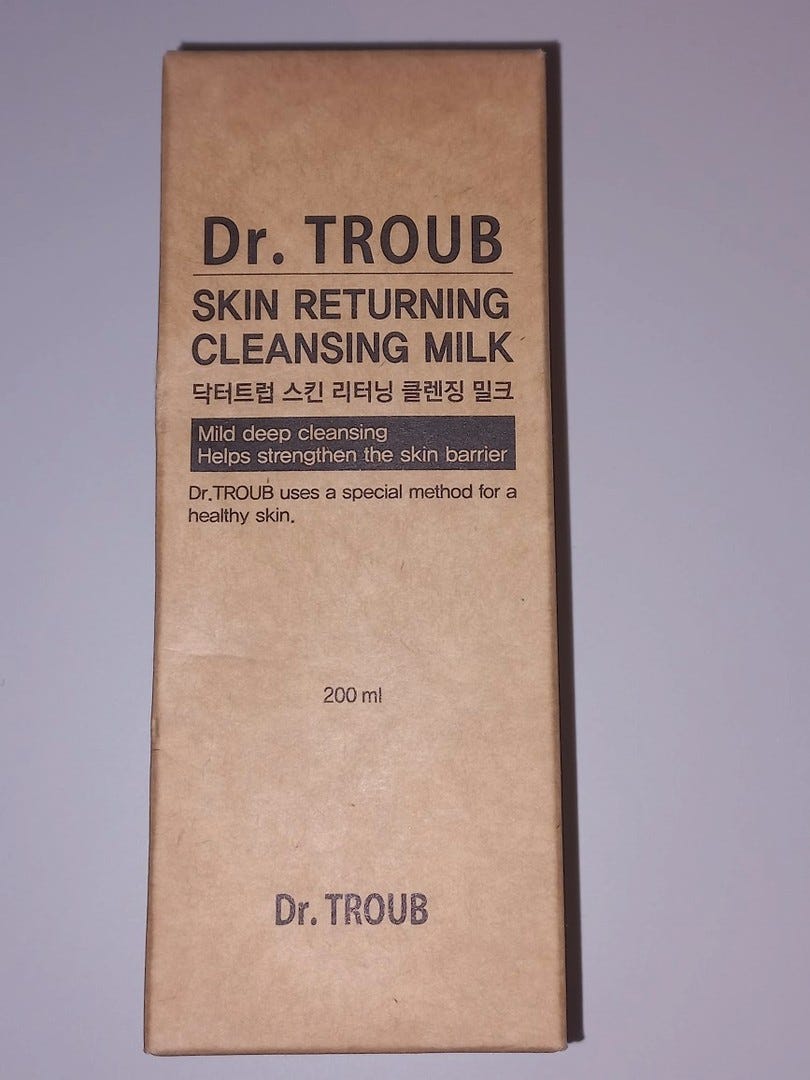 Dr. TROUB
SKIN RETURNING
CLEANSING MILK
닥터트럽 스킨 리터닝 클렌징 밀크
Mild deep cleansing
Helps strengthen the skin barrier
Dr.TROUB uses a special method for a
healthy skin.
200 ml
Dr. TROUB